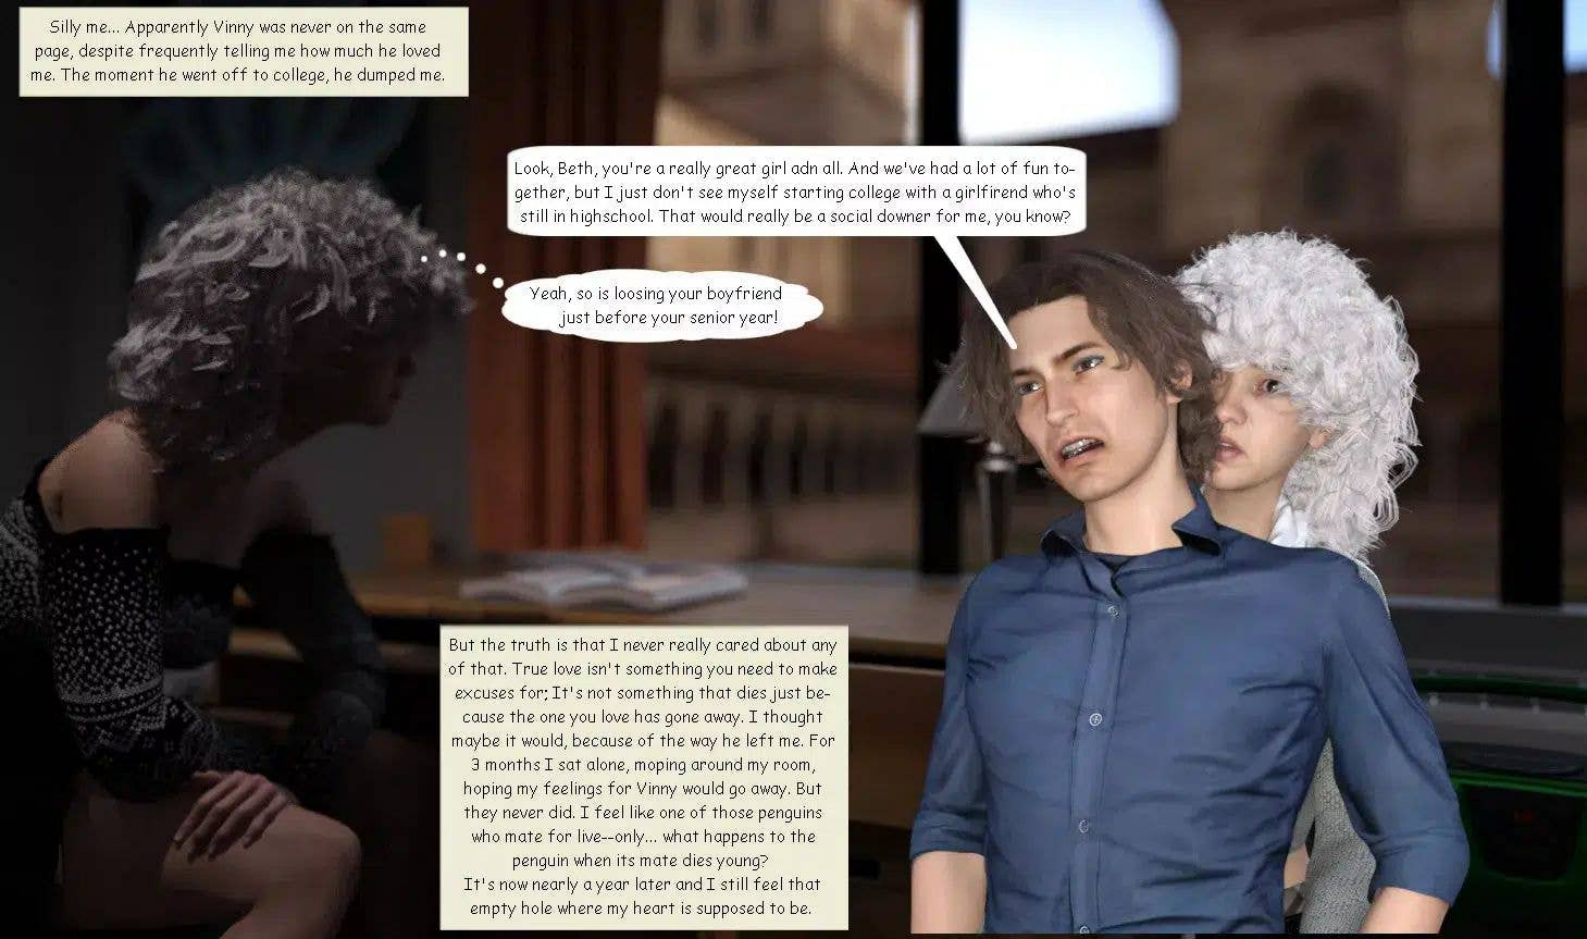 Silly me... Apparently Vinny was never on the same
page, despite frequently telling me how much he loved
me. The moment he went off to college, he dumped me.
Look, Beth, you're a really great girl adn all. And we've had a lot of fun to-
gether, but I just don't see myself starting college with a girlfirend who's
still in highschool. That would really be a social downer for me, you know?
Yeah, so is loosing your boyfriend
just before your senior year!
But the truth is that I never really cared about any
of that. True love isn't something you need to make
excuses for; It's not something that dies just be-
cause the one you love has gone away. I thought
maybe it would, because of the way he left me. For
3 months I sat alone, moping around my room,
hoping my feelings for Vinny would go away. But
they never did. I feel like one of those penguins
who mate for live--only... what happens to the
penguin when its mate dies young?
It's now nearly a year later and I still feel that
empty hole where my heart is supposed to be.